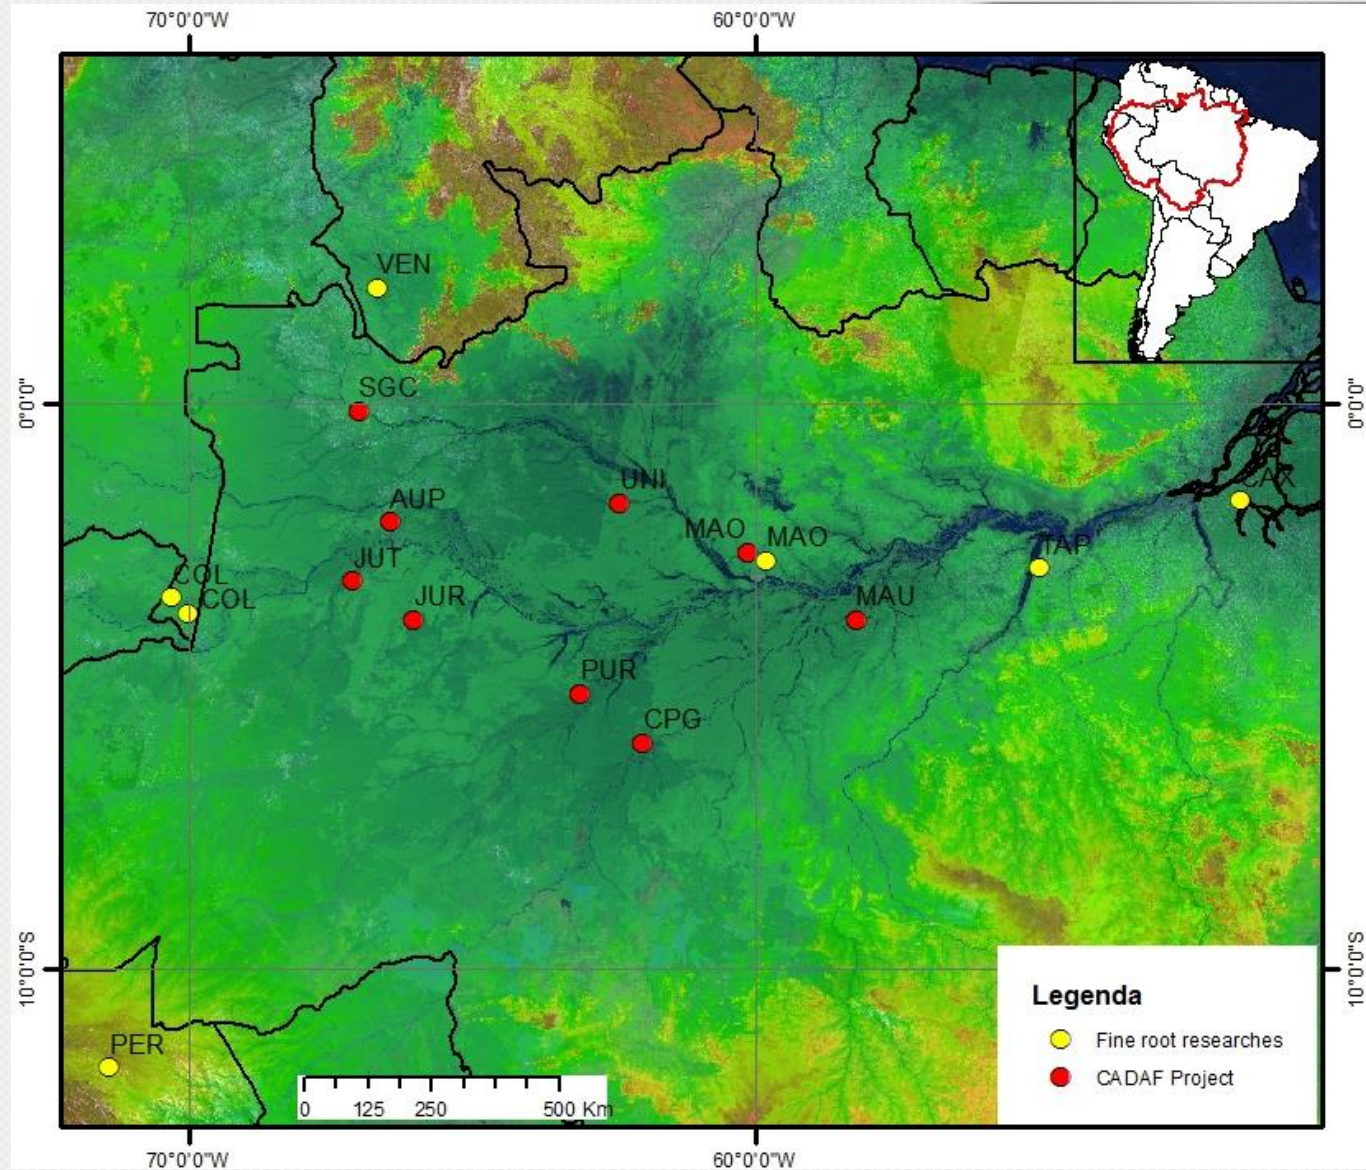 70°0'0"W
60°0'0"W
VEN
SGC
0°0'0"
0°0'0"
UNI
CAX
AUP
MAO
MAO
JUT
TAP
COL
JUR
COL
MAU
PUR
CPG
10°0'0"S
10°0'0"S
Legenda
Fine root researches
CADAF Project
PER
0 125 250 500 Km
70°0'0"W
60°0'0"W